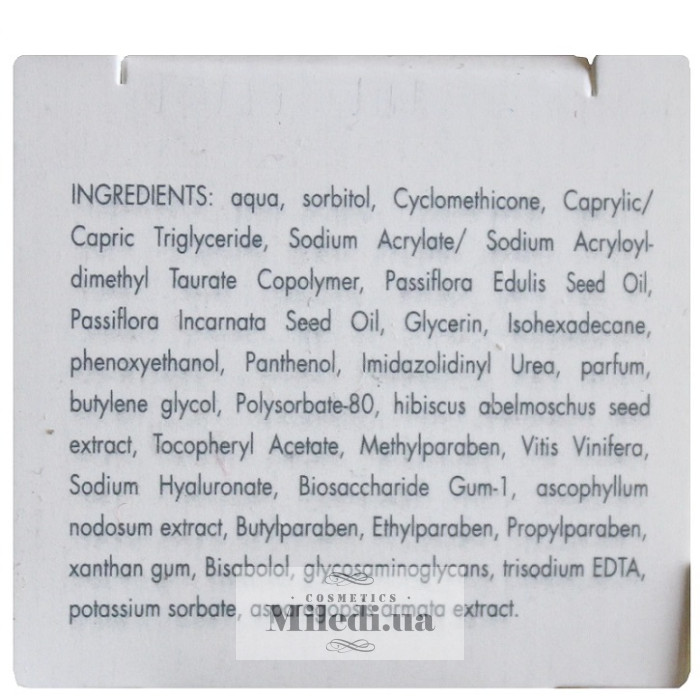 INGREDIENTS: aqua, sorbitol, Cyclomethicone, Caprylic/
Capric Triglyceride, Sodium Acrylate/ Sodium Acryloyl-
dimethyl Taurate Copolymer, Passiflora Edulis Seed Oil,
Passiflora Incarnata Seed Oil, Glycerin, Isohexadecane,
phenoxyethanol, Panthenol, Imidazolidinyl Urea, parfum,
butylene glycol, Polysorbate-80, hibiscus abelmoschus seed
extract, Tocopheryl Acetate, Methylparaben, Vitis Vinifera,
Sodium Hyaluronate, Biosaccharide Gum-1, ascophyllum
nodosum extract, Butylparaben, Ethylparaben, Propylparaben,
xanthan gum, Bisabolol, glycosaminoglycans, trisodium EDTA,
potassium sorbate, asparagopsis armata extract.
· COSMETICS ·
Miledi.ua